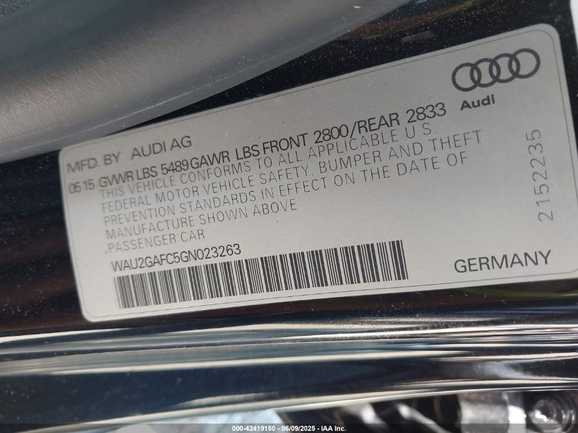 MFD. BY AUDI AG
05 15 GVWR LBS 5489 GAWR LBS FRONT 2800/REAR 2833
THIS VEHICLE CONFORMS TO ALL APPLICABLE U S
FEDERAL MOTOR VEHICLE SAFETY, BUMPER AND THEFT
PREVENTION STANDARDS IN EFFECT ON THE DATE OF
MANUFACTURE SHOWN ABOVE
.PASSENGER CAR
WAU2GAFC5GN023263
Audi
2152235
GERMANY
000-42419150 - 06/09/2025 - IAA Inc.